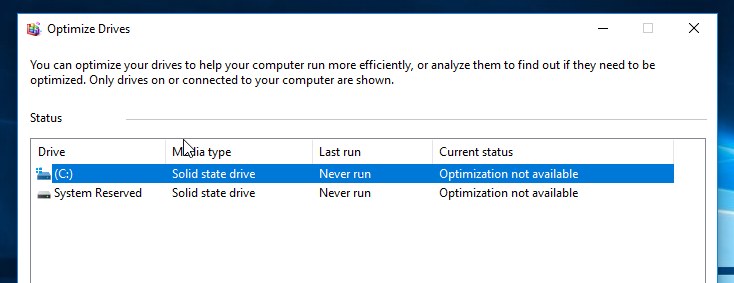 Optimize Drives
You can optimize your drives to help your computer run more efficiently, or analyze them to find out if they need to be
optimized. Only drives on or connected to your computer are shown.
Status
Drive Media type Last run Current status
(C:) Solid state drive Never run Optimization not available
System Reserved Solid state drive Never run Optimization not available